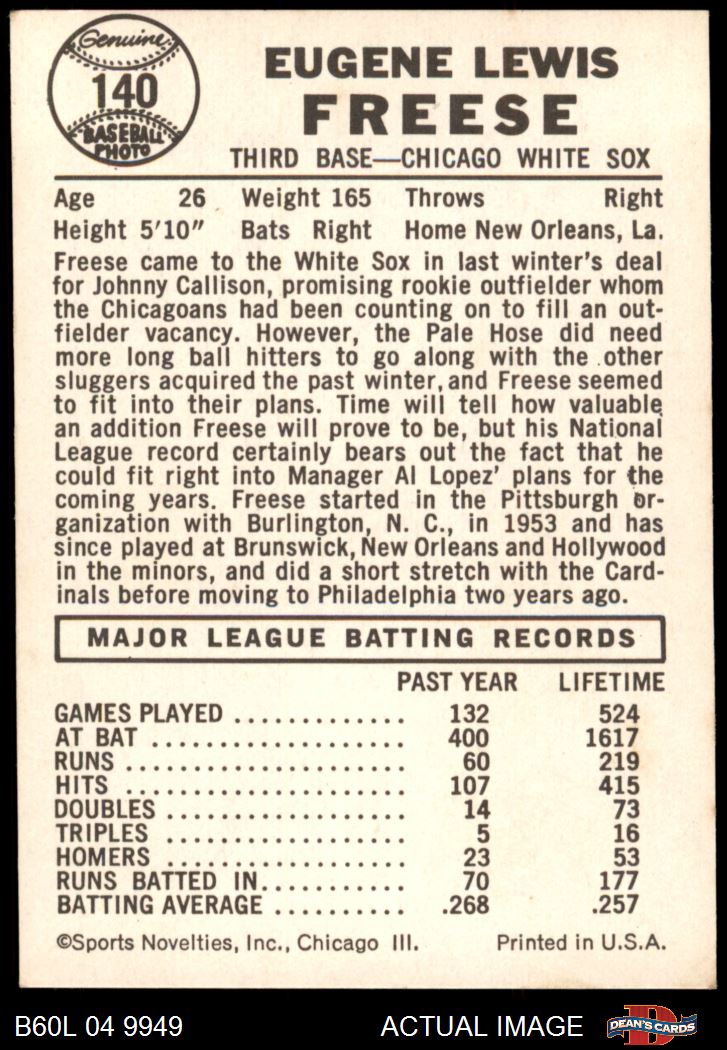 Genuine
140
BASEBALL
PHOTO
EUGENE LEWIS
FREESE
THIRD BASE—CHICAGO WHITE SOX
Age 26 Weight 165 Throws Right
Height 5'10" Bats Right Home New Orleans, La.
Freese came to the White Sox in last winter's deal
for Johnny Callison, promising rookie outfielder whom
the Chicagoans had been counting on to fill an out-
fielder vacancy. However, the Pale Hose did need
more long ball hitters to go along with the other
sluggers acquired the past winter, and Freese seemed
to fit into their plans. Time will tell how valuable
an addition Freese will prove to be, but his National
League record certainly bears out the fact that he
could fit right into Manager Al Lopez' plans for the
coming years. Freese started in the Pittsburgh or-
ganization with Burlington, N. C., in 1953 and has
since played at Brunswick, New Orleans and Hollywood
in the minors, and did a short stretch with the Card-
inals before moving to Philadelphia two years ago.
MAJOR LEAGUE BATTING RECORDS
PAST YEAR LIFETIME
GAMES PLAYED ............. 132 524
AT BAT ..................... 400 1617
RUNS ....................... 60 219
HITS ....................... 107 415
DOUBLES ................... 14 73
TRIPLES ................... 5 16
HOMERS ................... 23 53
RUNS BATTED IN........... 70 177
BATTING AVERAGE .......... .268 .257
©Sports Novelties, Inc., Chicago Ill. Printed in U.S.A.
B60L 04 9949 ACTUAL IMAGE D DEAN'S CARDS